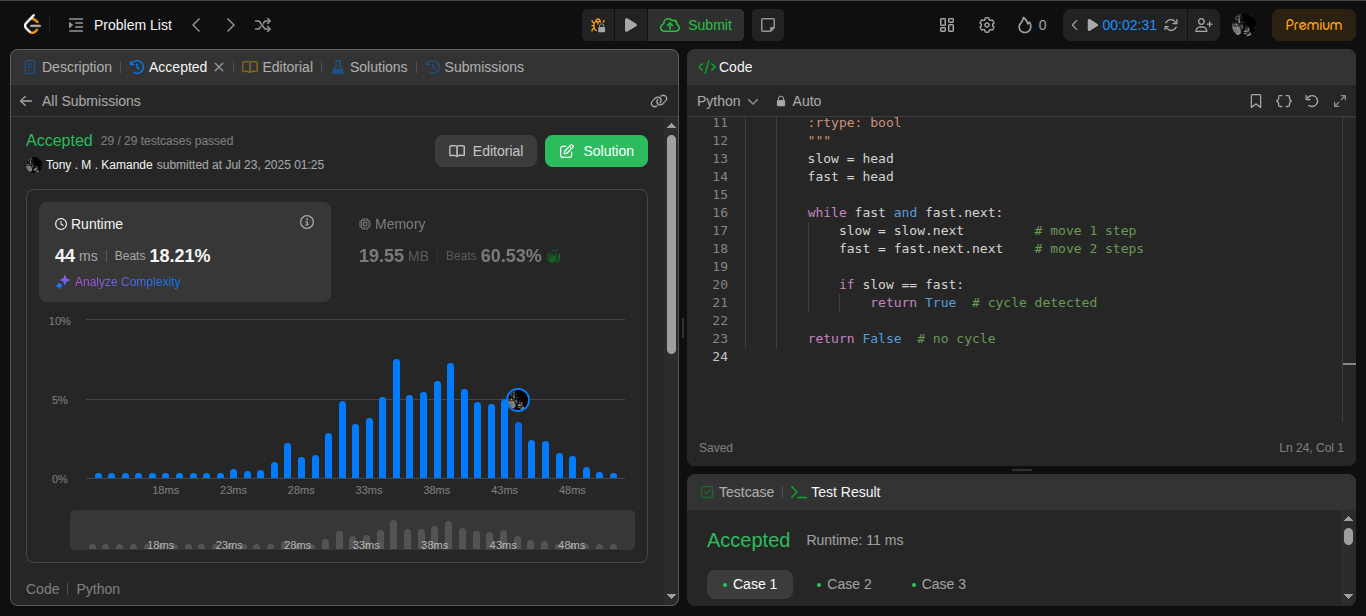 Problem List
Submit
0
00:02:31
Premium
Description
Accepted
Editorial
Solutions
Submissions
All Submissions
Accepted 29 / 29 testcases passed
Tony . M . Kamande submitted at Jul 23, 2025 01:25
Editorial
Solution
Runtime
44 ms Beats 18.21%
Analyze Complexity
Memory
19.55 MB Beats 60.53%
10%
5%
0%
18ms 23ms 28ms 33ms 38ms 43ms 48ms
18ms 23ms 28ms 33ms 38ms 43ms 48ms
Code Python
</> Code
Python Auto
11 :rtype: bool
12 """
13 slow = head
14 fast = head
15
16 while fast and fast.next:
17 slow = slow.next # move 1 step
18 fast = fast.next.next # move 2 steps
19
20 if slow == fast:
21 return True # cycle detected
22
23 return False # no cycle
24
Saved Ln 24, Col 1
Testcase
Test Result
Accepted Runtime: 11 ms
Case 1 Case 2 Case 3